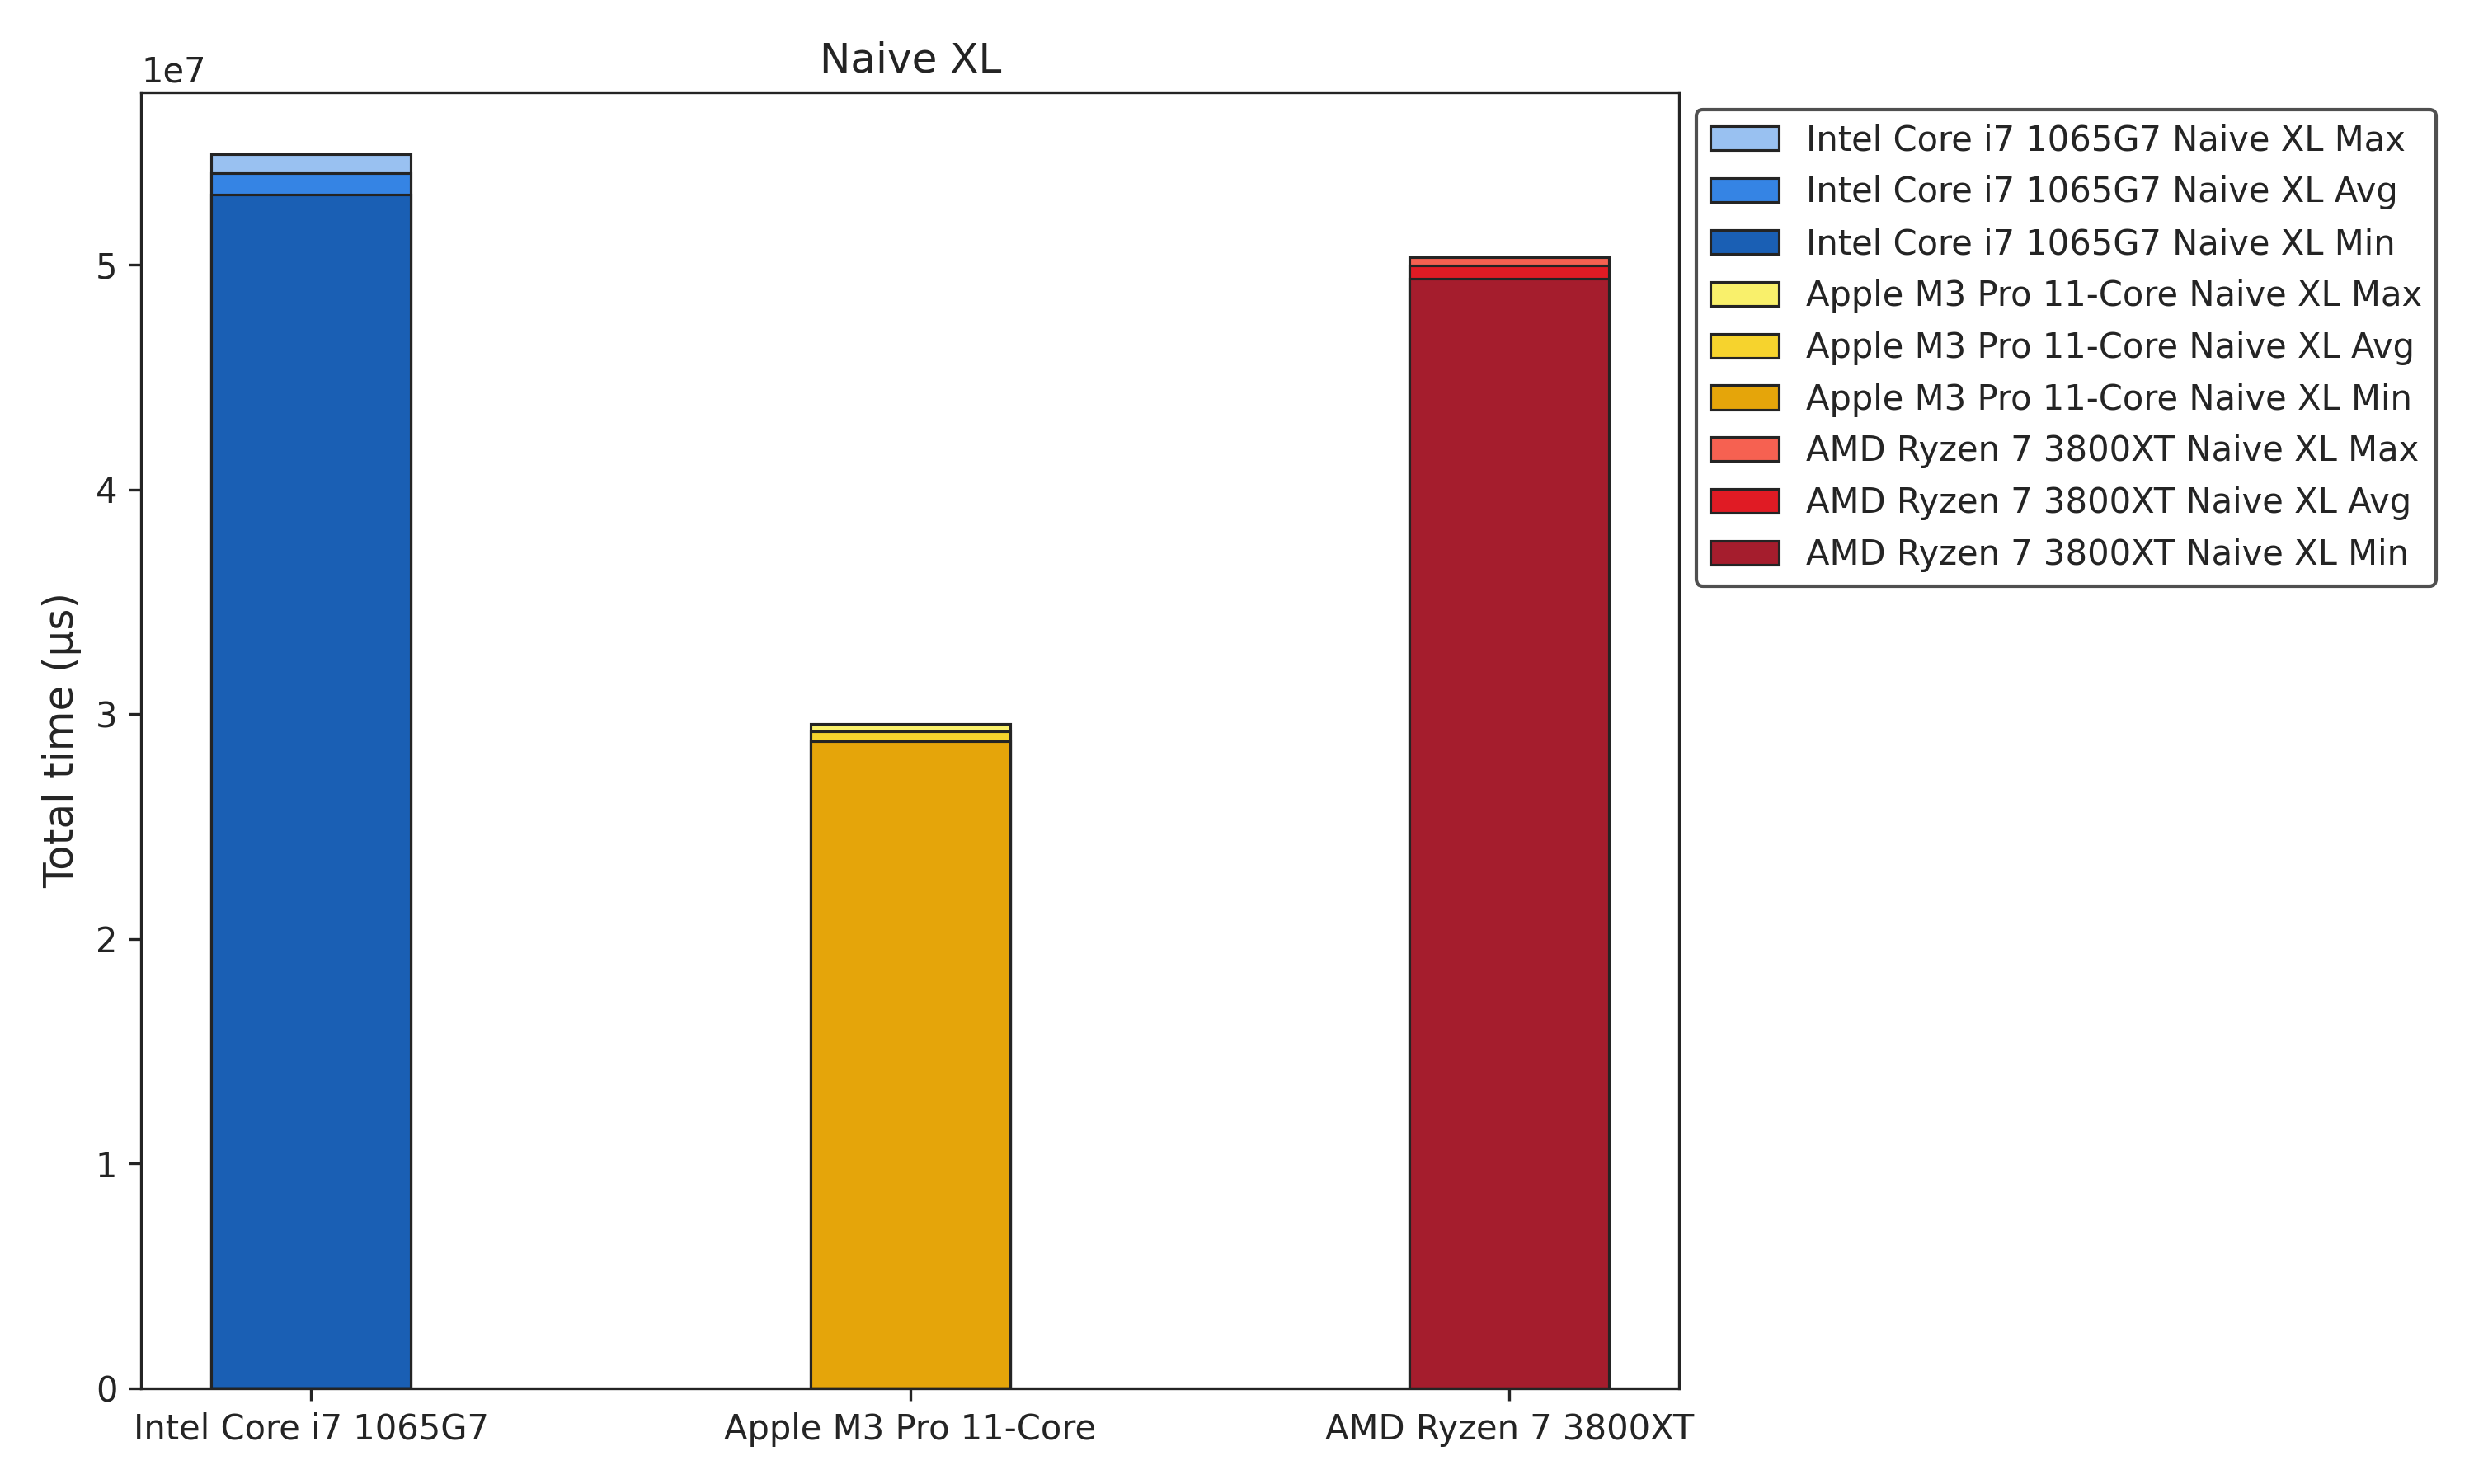 Naive XL
1e7
Total time (µs)
5
4
3
2
1
0
Intel Core i7 1065G7
Apple M3 Pro 11-Core
AMD Ryzen 7 3800XT
Intel Core i7 1065G7 Naive XL Max
Intel Core i7 1065G7 Naive XL Avg
Intel Core i7 1065G7 Naive XL Min
Apple M3 Pro 11-Core Naive XL Max
Apple M3 Pro 11-Core Naive XL Avg
Apple M3 Pro 11-Core Naive XL Min
AMD Ryzen 7 3800XT Naive XL Max
AMD Ryzen 7 3800XT Naive XL Avg
AMD Ryzen 7 3800XT Naive XL Min